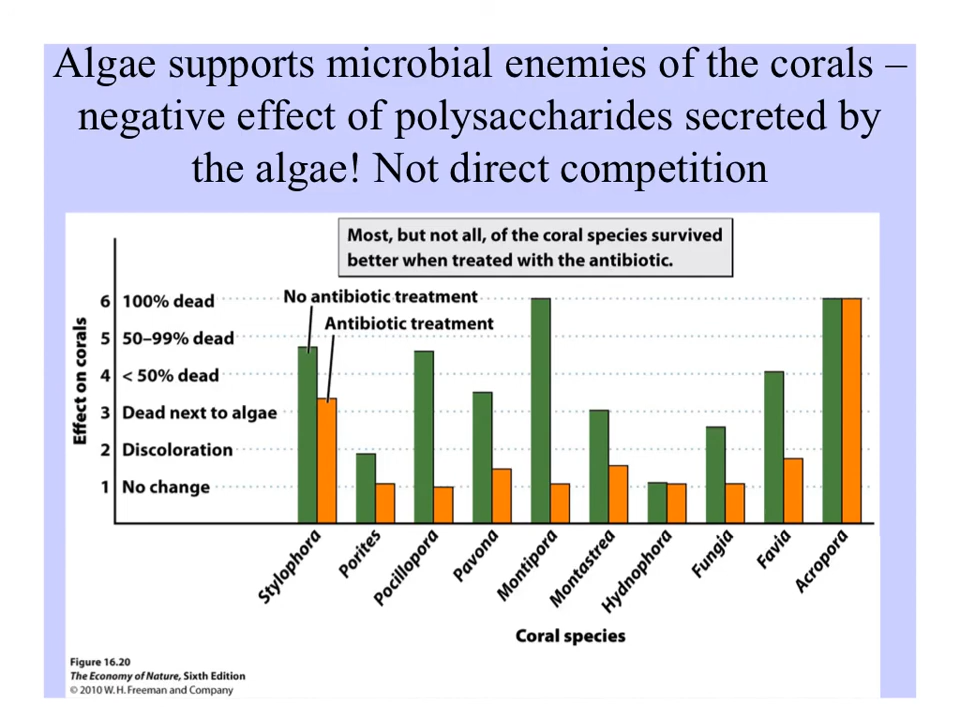 Algae supports microbial enemies of the corals –
negative effect of polysaccharides secreted by
the algae! Not direct competition
Most, but not all, of the coral species survived
better when treated with the antibiotic.
Effect on corals
6 100% dead
5 50–99% dead
4 < 50% dead
3 Dead next to algae
2 Discoloration
1 No change
No antibiotic treatment
Antibiotic treatment
Stylophora
Porites
Pocillopora
Pavona
Montipora
Montastrea
Hydnophora
Fungia
Favia
Acropora
Coral species
Figure 16.20
The Economy of Nature, Sixth Edition
© 2010 W. H. Freeman and Company